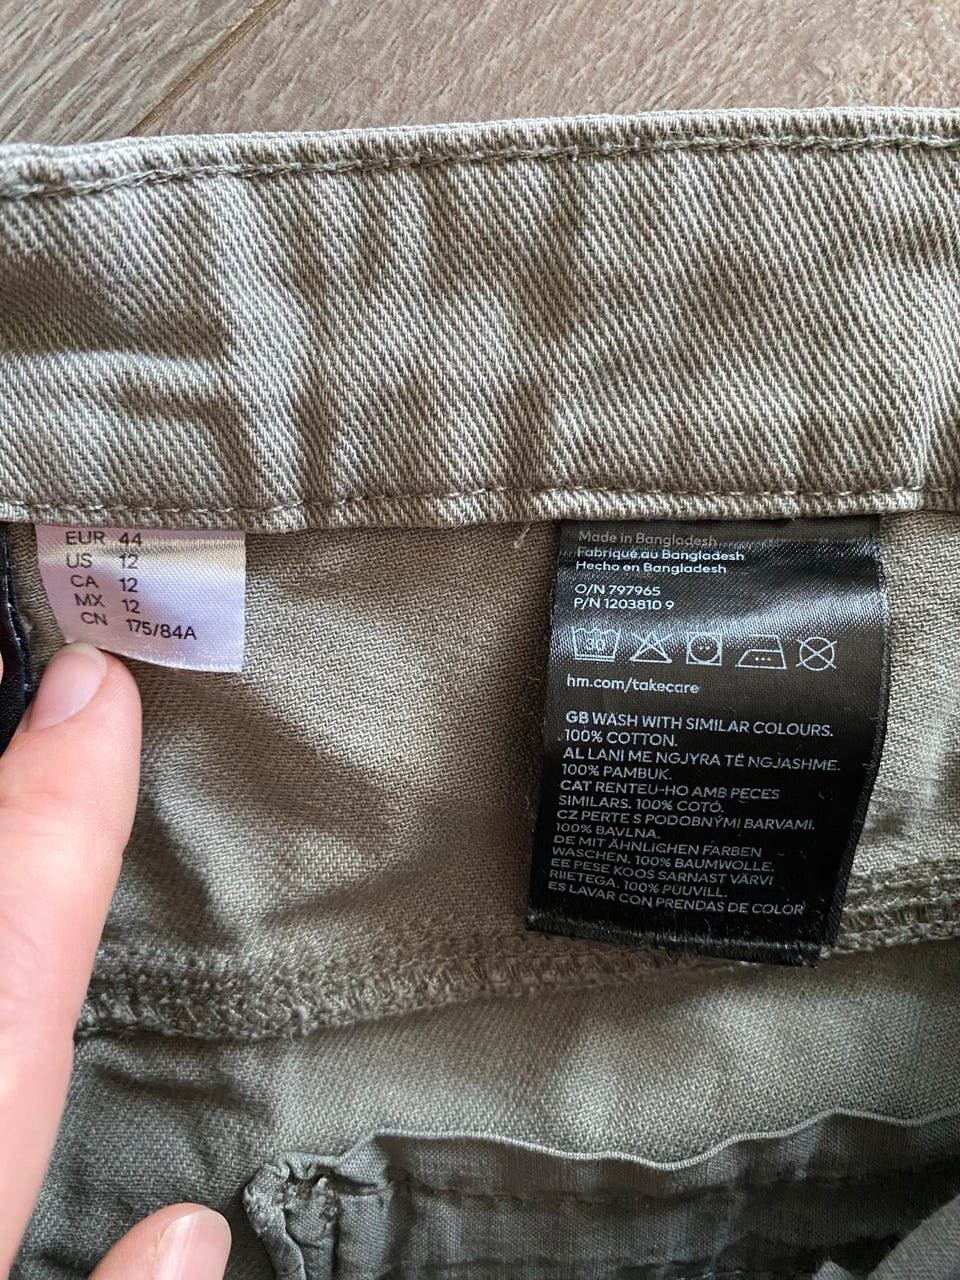 EUR 44
US 12
CA 12
MX 12
CN 175/84A
Made in Bangladesh
Fabriqué au Bangladesh
Hecho en Bangladesh
O/N 797965
P/N 1203810 9
30
hm.com/takecare
GB WASH WITH SIMILAR COLOURS.
100% COTTON.
AL LANI ME NGJYRA TË NGJASHME.
100% PAMBUK.
CAT RENTEU-HO AMB PECES
SIMILARS. 100% COTÓ.
CZ PERTE S PODOBNÝMI BARVAMI.
100% BAVLNA.
DE MIT ÄHNLICHEN FARBEN
WASCHEN. 100% BAUMWOLLE.
EE PESE KOOS SARNAST VÄRVI
RIIETEGA. 100% PUUVILL.
ES LAVAR CON PRENDAS DE COLOR